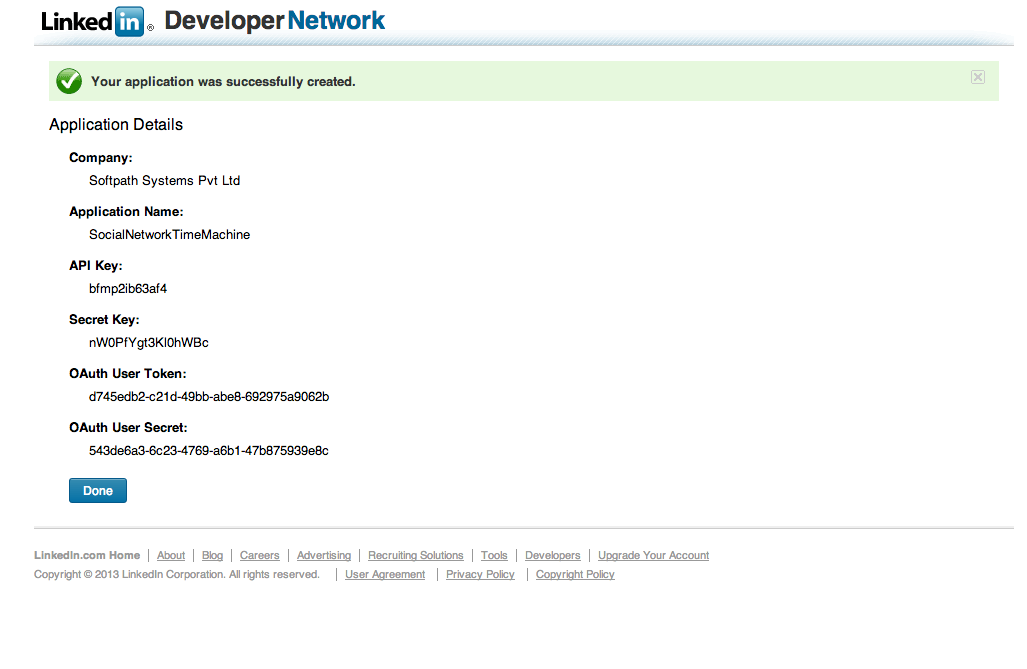 Linked in ® DeveloperNetwork
Your application was successfully created.
Application Details
Company:
Softpath Systems Pvt Ltd
Application Name:
SocialNetworkTimeMachine
API Key:
bfmp2ib63af4
Secret Key:
nW0PfYgt3Kl0hWBc
OAuth User Token:
d745edb2-c21d-49bb-abe8-692975a9062b
OAuth User Secret:
543de6a3-6c23-4769-a6b1-47b875939e8c
Done
LinkedIn.com Home | About | Blog | Careers | Advertising | Recruiting Solutions | Tools | Developers | Upgrade Your Account
Copyright © 2013 LinkedIn Corporation. All rights reserved. | User Agreement | Privacy Policy | Copyright Policy